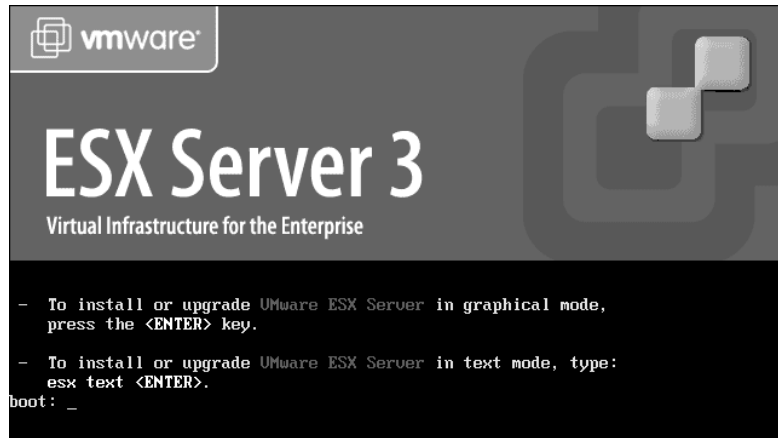 vmware
ESX Server 3
Virtual Infrastructure for the Enterprise
- To install or upgrade VMware ESX Server in graphical mode,
press the <ENTER> key.
- To install or upgrade VMware ESX Server in text mode, type:
esx text <ENTER>.
boot: _